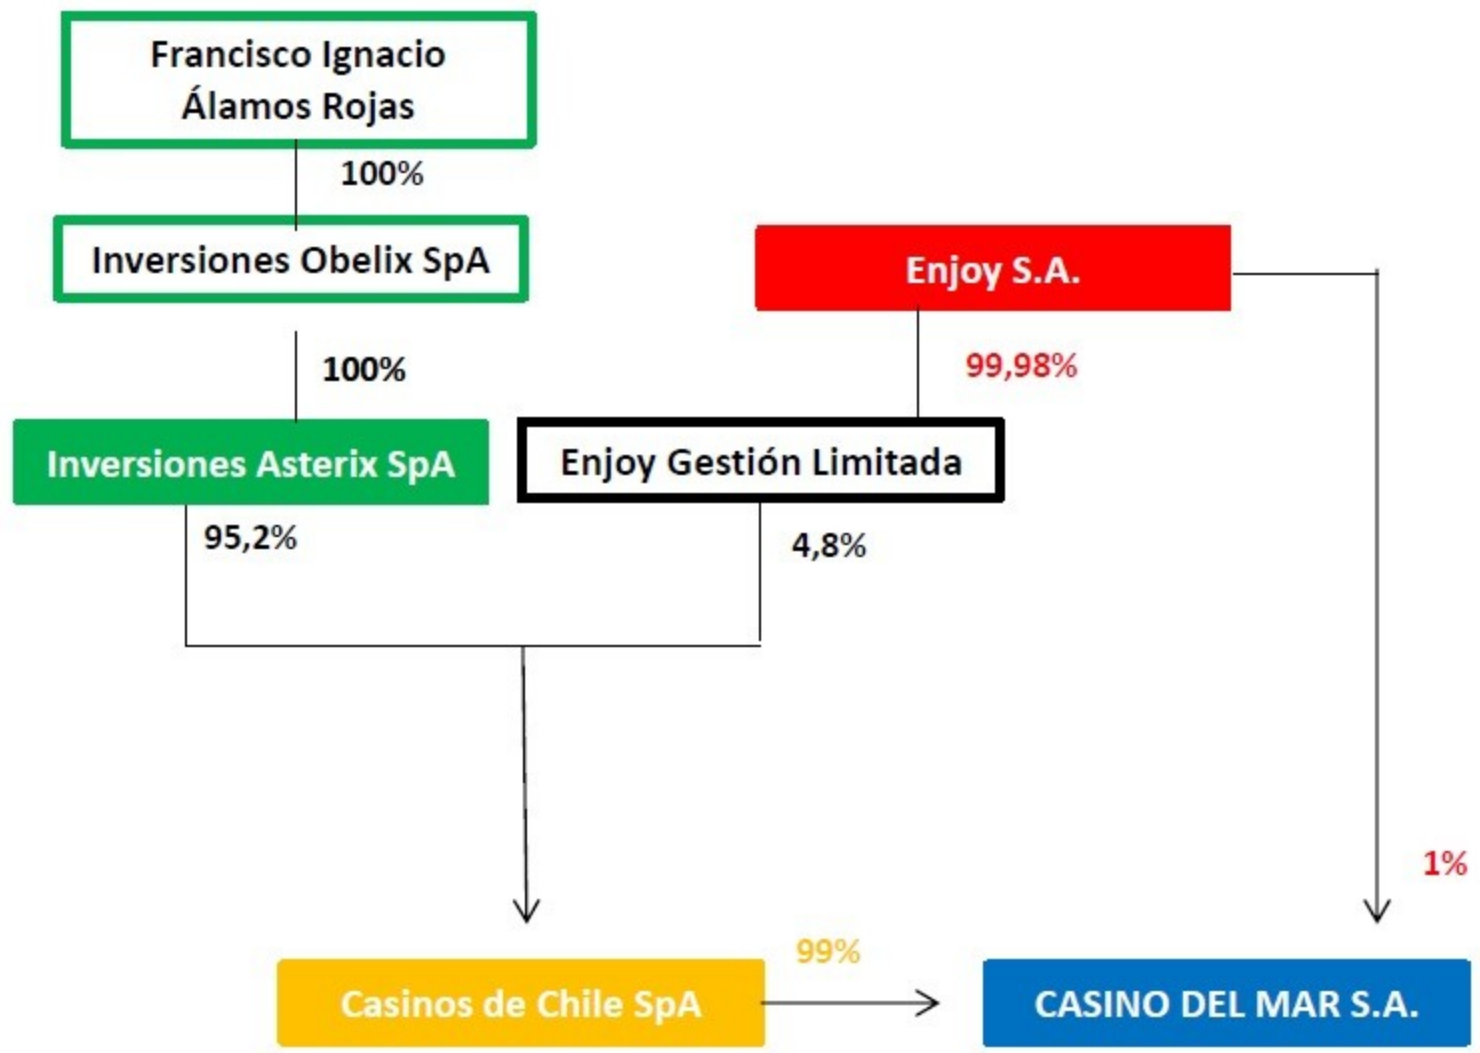 Francisco Ignacio
Álamos Rojas
100%
Inversiones Obelix SpA
Enjoy S.A.
100%
99,98%
Inversiones Asterix SpA
Enjoy Gestión Limitada
95,2%
4,8%
1%
99%
Casinos de Chile SpA
CASINO DEL MAR S.A.